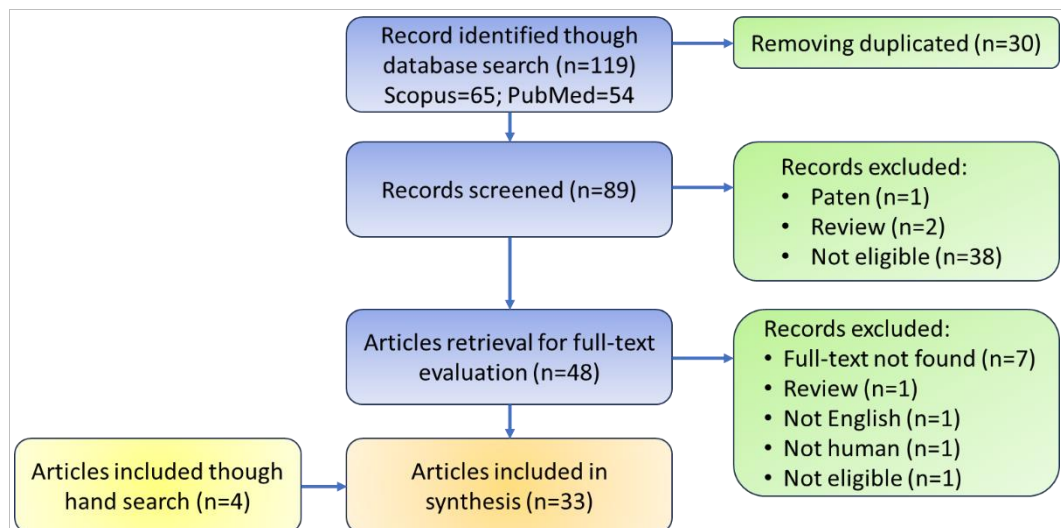 Record identified though
database search (n=119)
Scopus=65; PubMed=54
Removing duplicated (n=30)
Records screened (n=89)
Records excluded:
• Paten (n=1)
• Review (n=2)
• Not eligible (n=38)
Articles retrieval for full-text
evaluation (n=48)
Records excluded:
• Full-text not found (n=7)
• Review (n=1)
• Not English (n=1)
• Not human (n=1)
• Not eligible (n=1)
Articles included though
hand search (n=4)
Articles included in
synthesis (n=33)